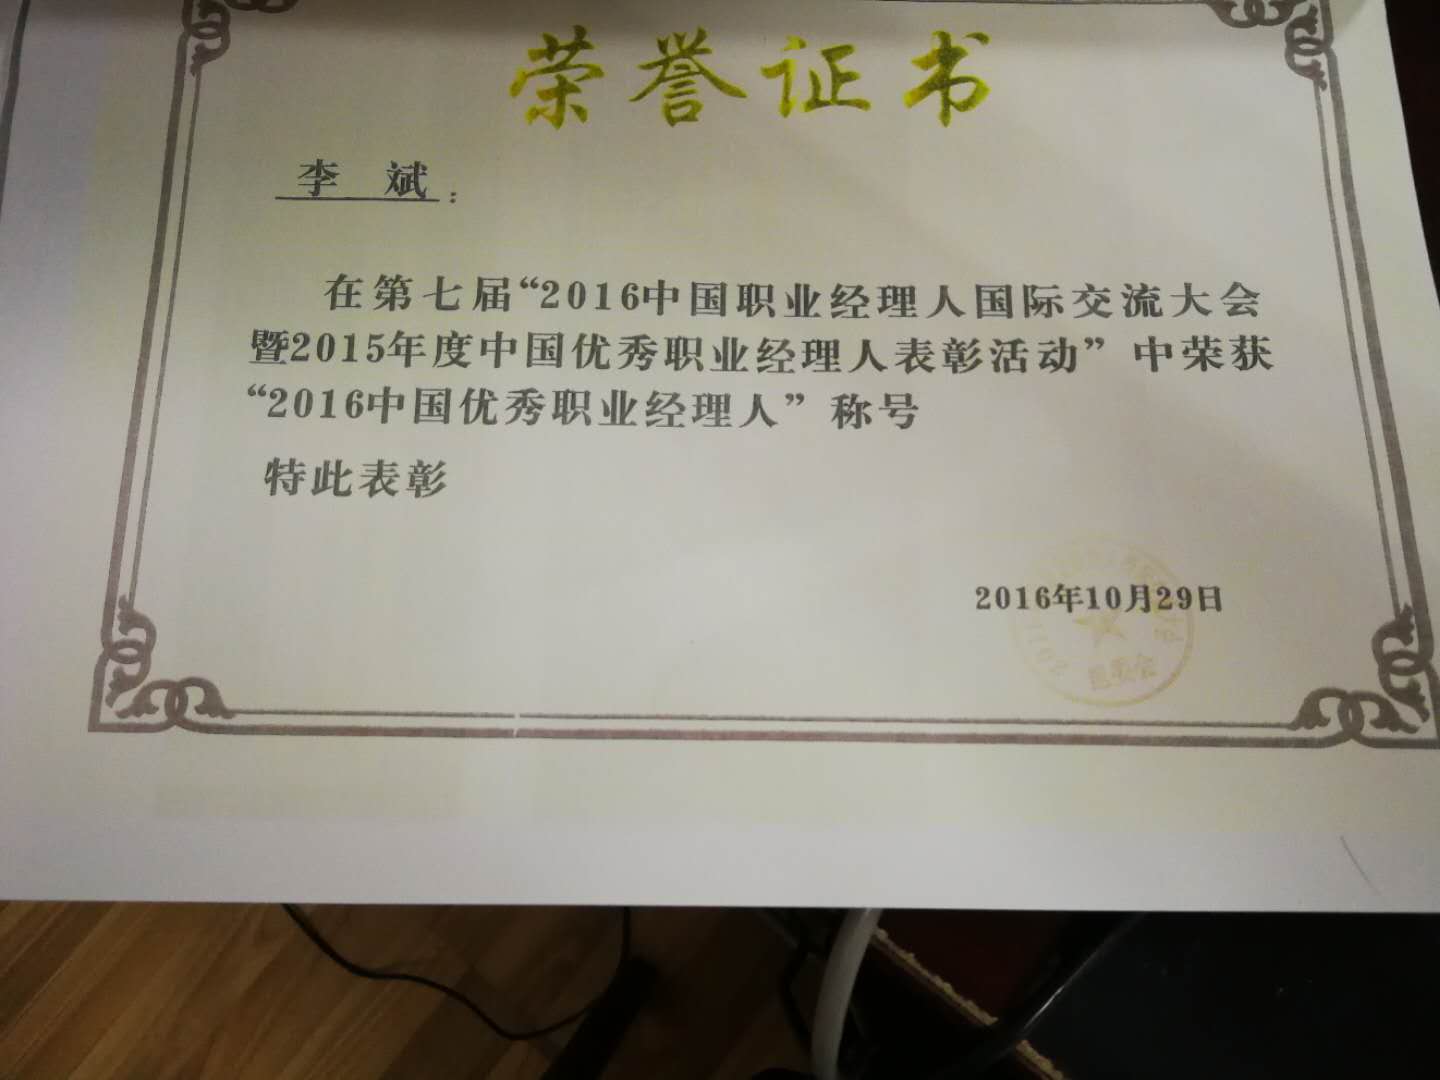 荣誉证书
李 斌：
在第七届“2016中国职业经理人国际交流大会
暨2015年度中国优秀职业经理人表彰活动”中荣获
“2016中国优秀职业经理人”称号
特此表彰
2016年10月29日
组委会